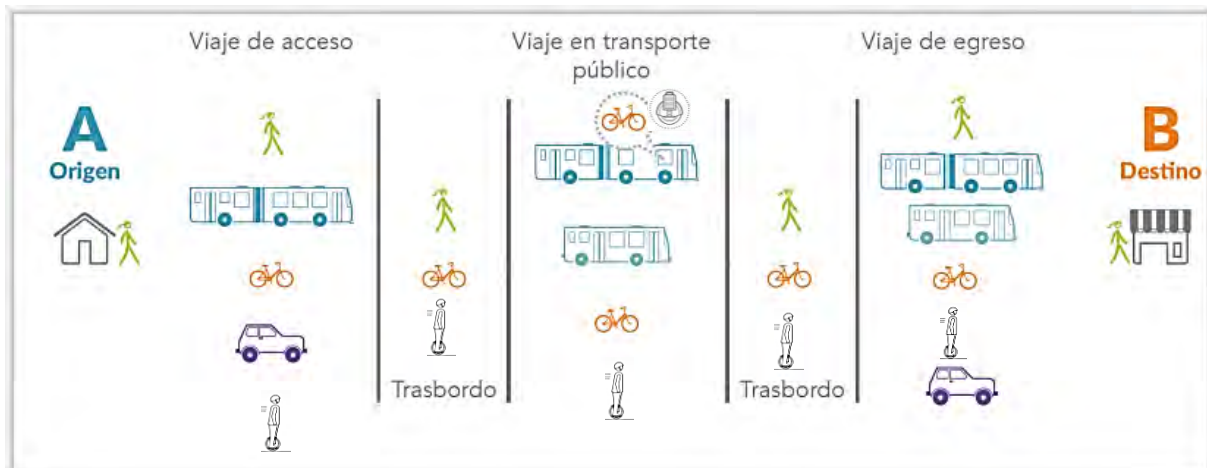 Viaje de acceso
Viaje en transporte
público
Viaje de egreso
A
Origen
B
Destino
Trasbordo
Trasbordo